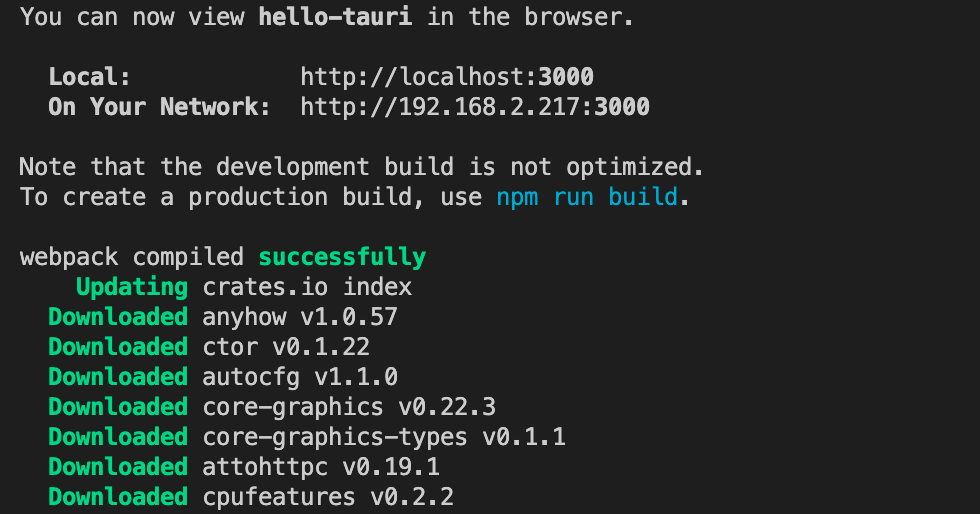 You can now view hello-tauri in the browser.
Local: http://localhost:3000
On Your Network: http://192.168.2.217:3000
Note that the development build is not optimized.
To create a production build, use npm run build.
webpack compiled successfully
Updating crates.io index
Downloaded anyhow v1.0.57
Downloaded ctor v0.1.22
Downloaded autocfg v1.1.0
Downloaded core-graphics v0.22.3
Downloaded core-graphics-types v0.1.1
Downloaded attohttpc v0.19.1
Downloaded cpufeatures v0.2.2